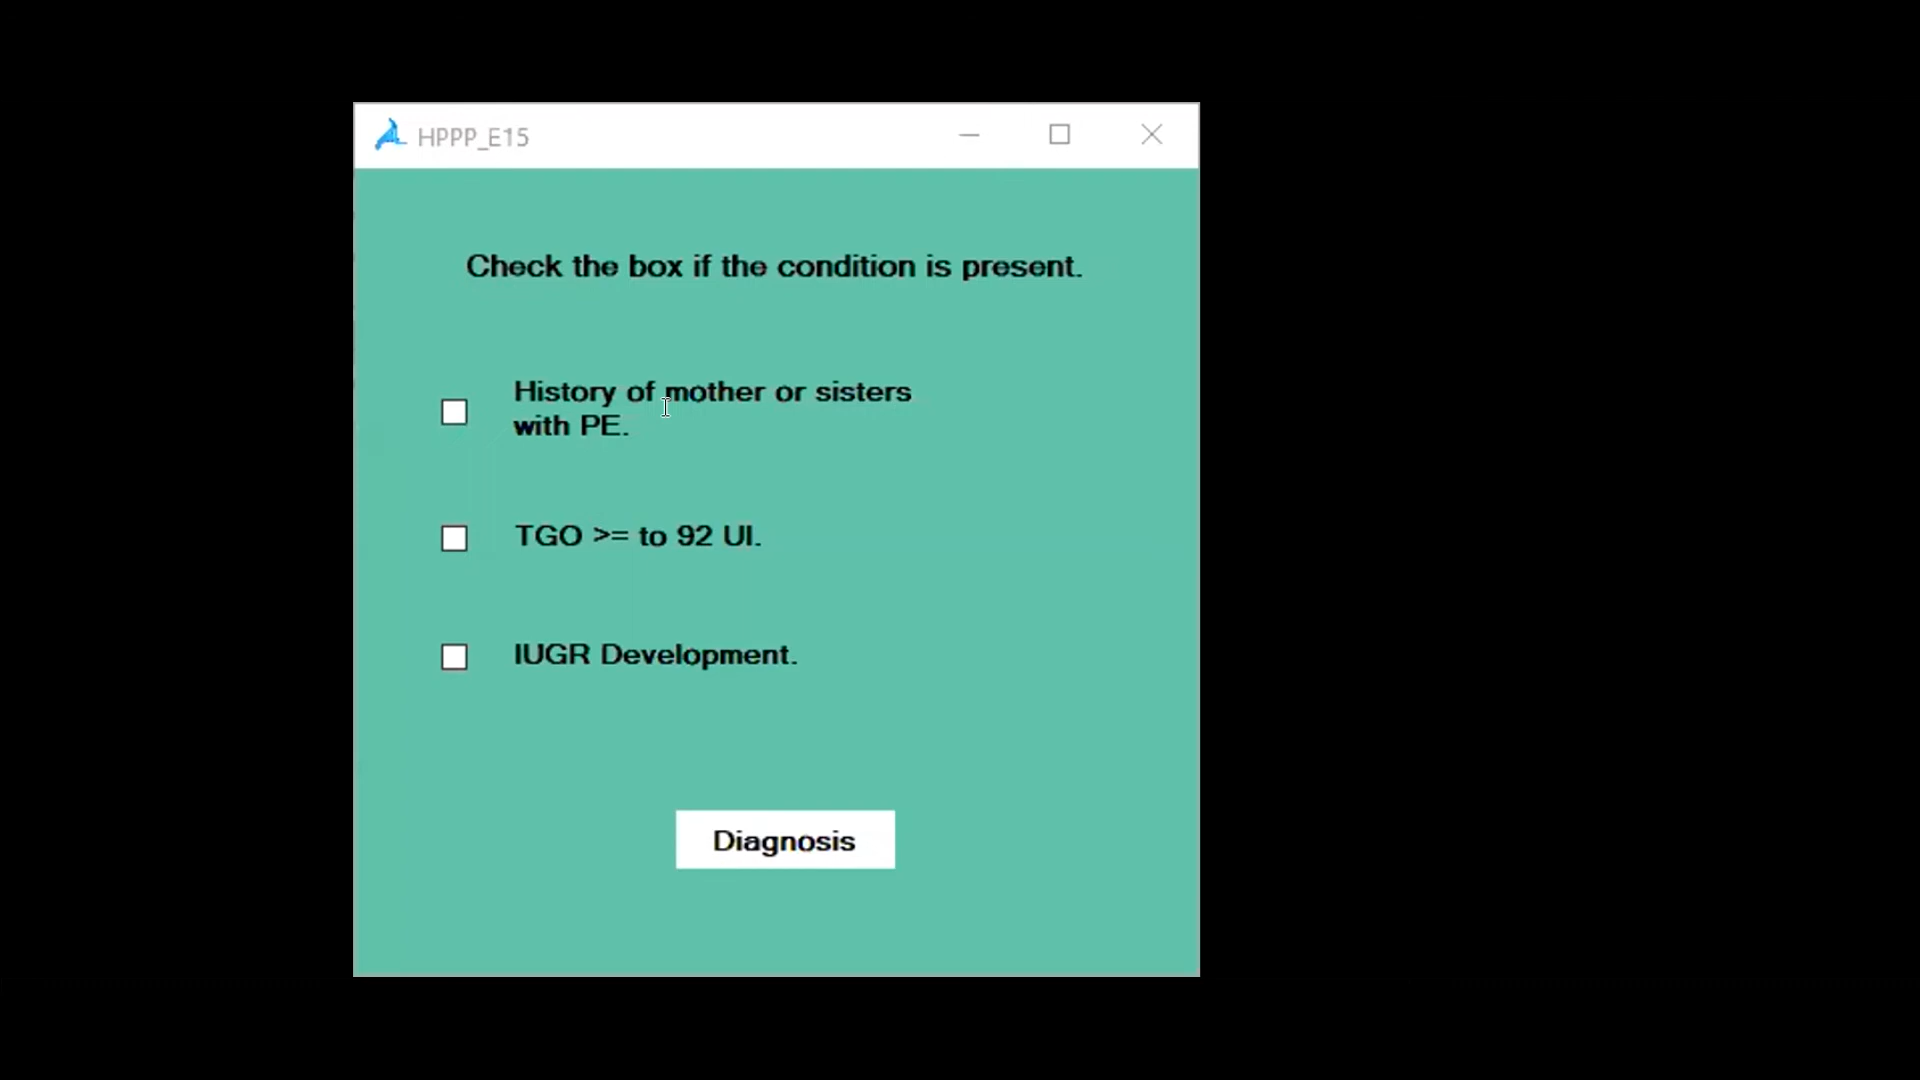 HPPP_E15
Check the box if the condition is present.
History of mother or sisters
with PE.
TGO >= to 92 UI.
IUGR Development.
Diagnosis